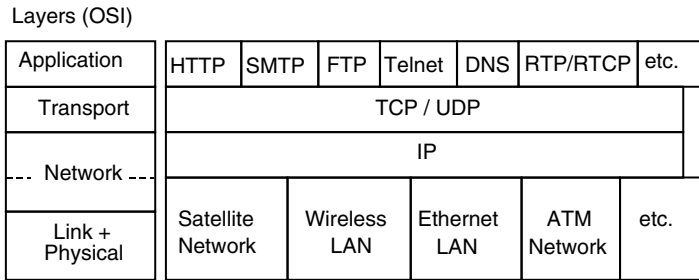 Layers (OSI)
Application HTTP SMTP FTP Telnet DNS RTP/RTCP etc.
Transport TCP / UDP
IP
Network
Satellite Network Wireless LAN Ethernet LAN ATM Network etc.
Link + Physical